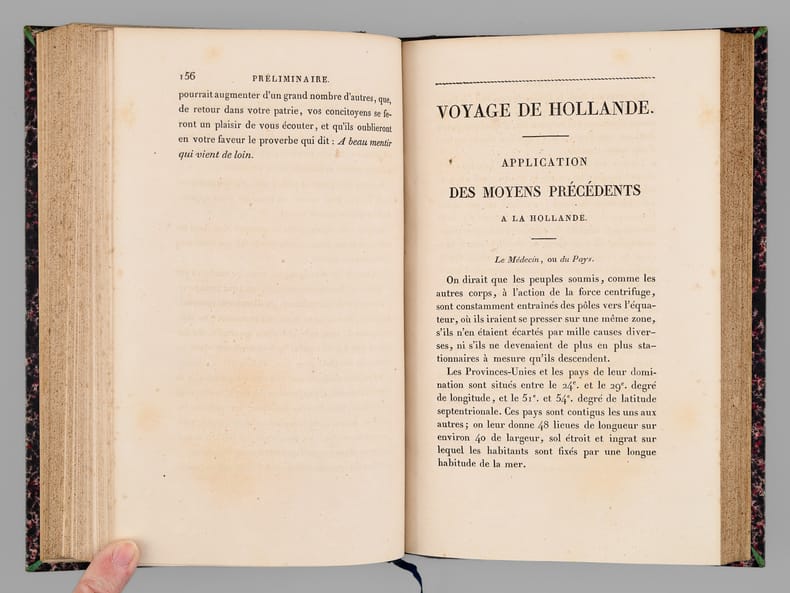 156
PRÉLIMINAIRE.
pourrait augmenter d'un grand nombre d'autres, que,
de retour dans votre patrie, vos concitoyens se fe-
ront un plaisir de vous écouter, et qu'ils oublieront
en votre faveur le proverbe qui dit : A beau mentir
qui vient de loin.
VOYAGE DE HOLLANDE.
APPLICATION
DES MOYENS PRÉCÉDENTS
A LA HOLLANDE.
Le Médecin, ou du Pays.
On dirait que les peuples soumis, comme les
autres corps, à l'action de la force centrifuge,
sont constamment entraînés des pôles vers l'équa-
teur, où ils iraient se presser sur une même zone,
s'ils n'en étaient écartés par mille causes diver-
ses, ni s'ils ne devenaient de plus en plus sta-
tionnaires à mesure qu'ils descendent.
Les Provinces-Unies et les pays de leur domi-
nation sont situés entre le 24e. et le 29e. degré
de longitude, et le 51e. et 54e. degré de latitude
septentrionale. Ces pays sont contigus les uns aux
autres; on leur donne 48 lieues de longueur sur
environ 40 de largeur, sol étroit et ingrat sur
lequel les habitants sont fixés par une longue
habitude de la mer.